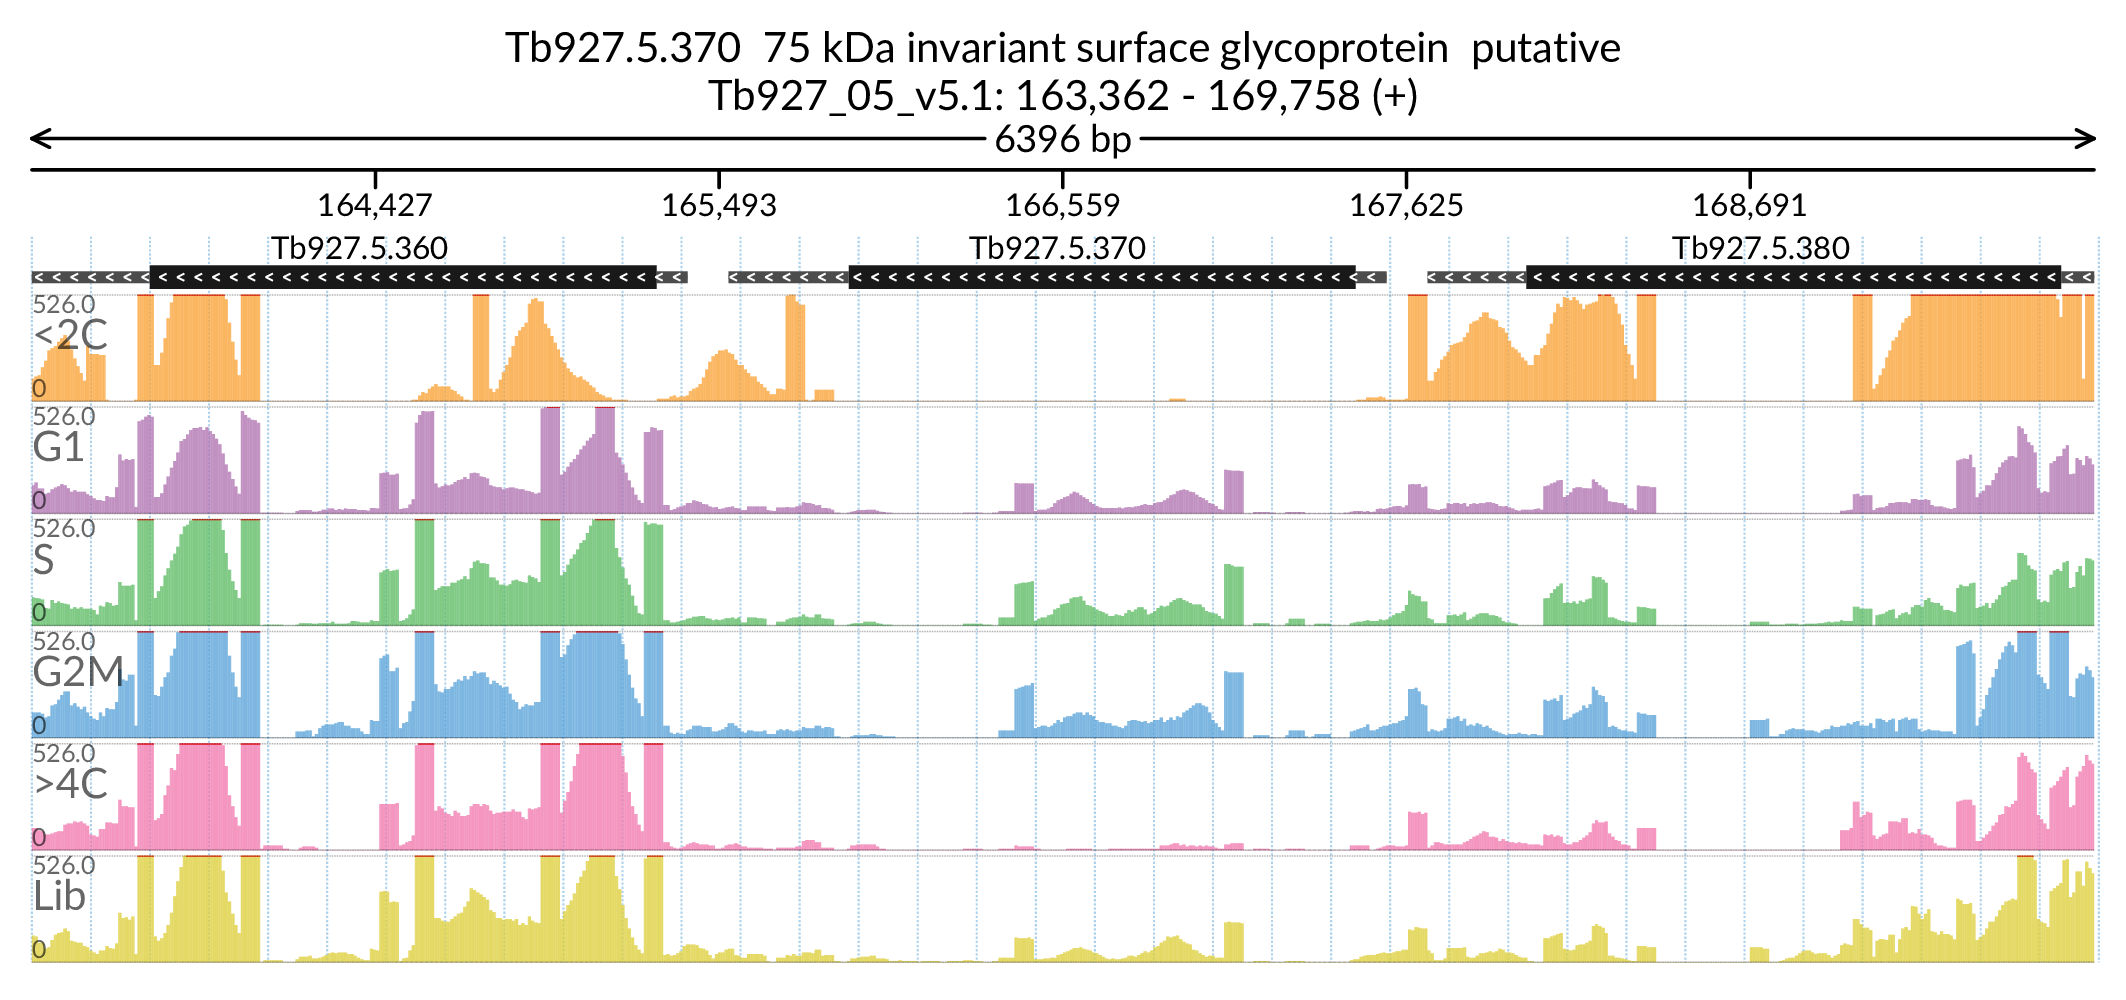 Tb927.5.370  75 kDa invariant surface glycoprotein  putative
Tb927_05_v5.1: 163,362 - 169,758 (+)
6396 bp
164,427 165,493 166,559 167,625 168,691
Tb927.5.360 Tb927.5.370 Tb927.5.380
526.0
<2C
0
526.0
G1
0
526.0
S
0
526.0
G2M
0
526.0
>4C
0
526.0
Lib
0